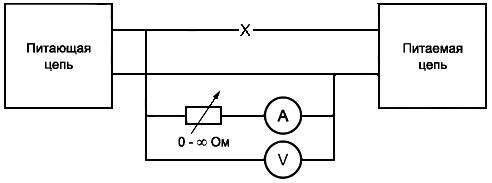 Питающая
цепь
X
Питаемая
цепь
A
0 - ∞ Ом
V